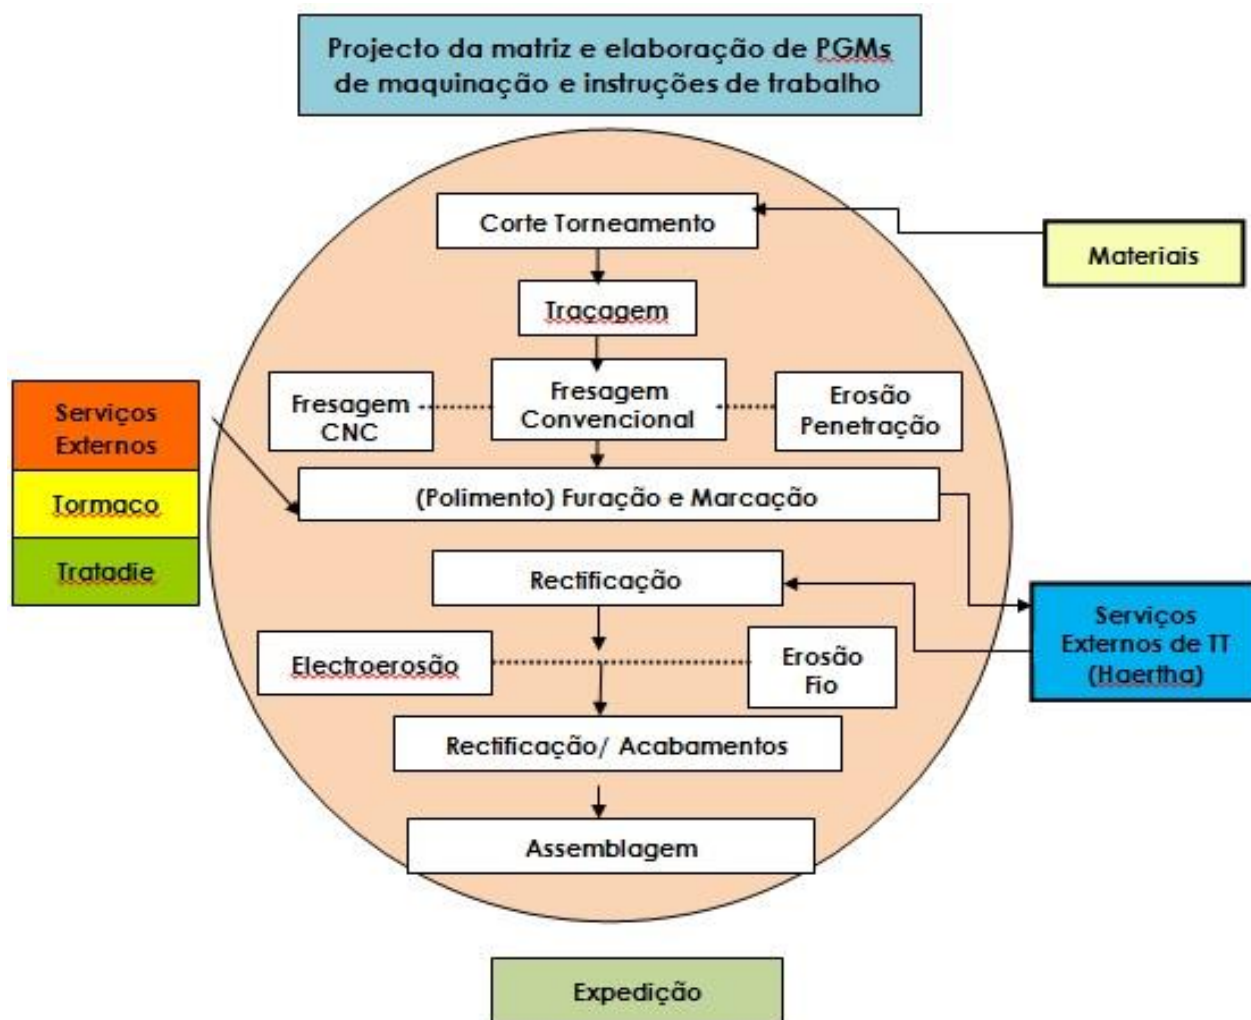 Projecto da matriz e elaboração de PGMs
de maquinação e instruções de trabalho
Corte Torneamento
Materiais
Traçagem
Fresagem
CNC
Fresagem
Convencional
Erosão
Penetração
Serviços
Externos
Tormaco
Tratadie
(Polimento) Furação e Marcação
Rectificação
Serviços
Externos de TT
(Haertha)
Electroerosão
Erosão
Fio
Rectificação/ Acabamentos
Assemblagem
Expedição